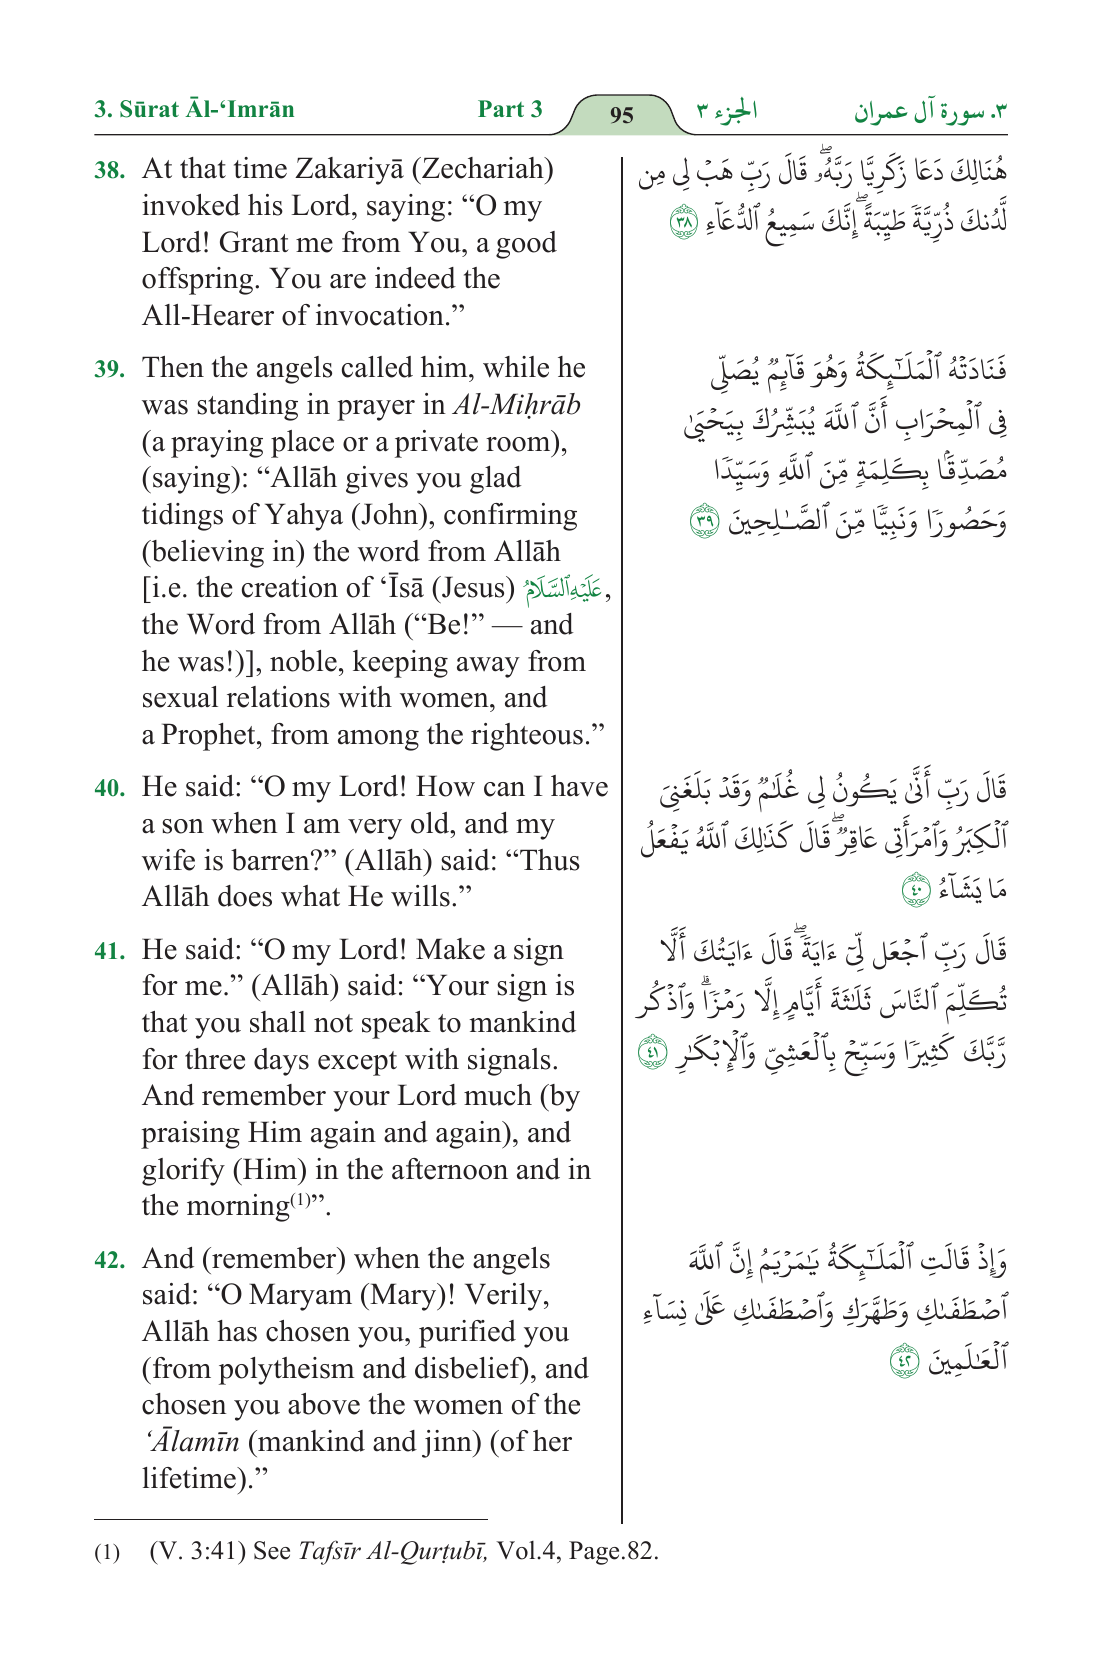 3. Sūrat Āl-‘Imrān Part 3 95 الجزء ٣ ٣. سورة آل عمران
38. At that time Zakariyā (Zechariah)
invoked his Lord, saying: “O my
Lord! Grant me from You, a good
offspring. You are indeed the
All-Hearer of invocation.”
هُنَالِكَ دَعَا زَكَرِيَّا رَبَّهُۥۖ قَالَ رَبِّ هَبۡ لِي مِن
لَّدُنكَ ذُرِّيَّةٗ طَيِّبَةًۖ إِنَّكَ سَمِيعُ ٱلدُّعَآءِ ٣٨
39. Then the angels called him, while he
was standing in prayer in Al-Miḥrāb
(a praying place or a private room),
(saying): “Allāh gives you glad
tidings of Yahya (John), confirming
(believing in) the word from Allāh
[i.e. the creation of ‘Īsā (Jesus) عَلَيْهِ ٱلسَّلَامُ,
the Word from Allāh (“Be!” — and
he was!)], noble, keeping away from
sexual relations with women, and
a Prophet, from among the righteous.”
فَنَادَتۡهُ ٱلۡمَلَٰٓئِكَةُ وَهُوَ قَآئِمٞ يُصَلِّي
فِي ٱلۡمِحۡرَابِ أَنَّ ٱللَّهَ يُبَشِّرُكَ بِيَحۡيَىٰ
مُصَدِّقَۢا بِكَلِمَةٖ مِّنَ ٱللَّهِ وَسَيِّدٗا
وَحَصُورٗا وَنَبِيّٗا مِّنَ ٱلصَّٰلِحِينَ ٣٩
40. He said: “O my Lord! How can I have
a son when I am very old, and my
wife is barren?” (Allāh) said: “Thus
Allāh does what He wills.”
قَالَ رَبِّ أَنَّىٰ يَكُونُ لِي غُلَٰمٞ وَقَدۡ بَلَغَنِيَ
ٱلۡكِبَرُ وَٱمۡرَأَتِي عَاقِرٞۖ قَالَ كَذَٰلِكَ ٱللَّهُ يَفۡعَلُ
مَا يَشَآءُ ٤٠
41. He said: “O my Lord! Make a sign
for me.” (Allāh) said: “Your sign is
that you shall not speak to mankind
for three days except with signals.
And remember your Lord much (by
praising Him again and again), and
glorify (Him) in the afternoon and in
the morning(1)”.
قَالَ رَبِّ ٱجۡعَل لِّيٓ ءَايَةٗۖ قَالَ ءَايَتُكَ أَلَّا
تُكَلِّمَ ٱلنَّاسَ ثَلَٰثَةَ أَيَّامٍ إِلَّا رَمۡزٗاۗ وَٱذۡكُر
رَّبَّكَ كَثِيرٗا وَسَبِّحۡ بِٱلۡعَشِيِّ وَٱلۡإِبۡكَٰرِ ٤١
42. And (remember) when the angels
said: “O Maryam (Mary)! Verily,
Allāh has chosen you, purified you
(from polytheism and disbelief), and
chosen you above the women of the
‘Ālamīn (mankind and jinn) (of her
lifetime).”
وَإِذۡ قَالَتِ ٱلۡمَلَٰٓئِكَةُ يَٰمَرۡيَمُ إِنَّ ٱللَّهَ
ٱصۡطَفَىٰكِ وَطَهَّرَكِ وَٱصۡطَفَىٰكِ عَلَىٰ نِسَآءِ
ٱلۡعَٰلَمِينَ ٤٢
(1) (V. 3:41) See Tafsīr Al-Qurṭubī, Vol.4, Page.82.